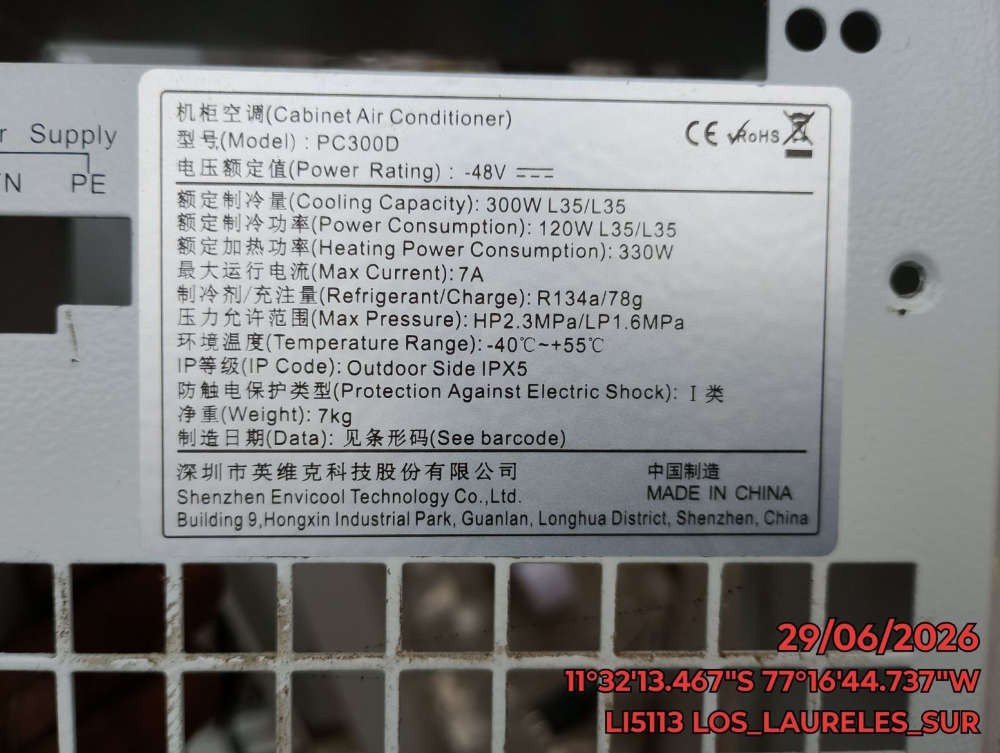 r Supply
N PE
机柜空调(Cabinet Air Conditioner)
型号(Model) : PC300D
电压额定值(Power Rating) : -48V
CE RoHS
额定制冷量(Cooling Capacity): 300W L35/L35
额定制冷功率(Power Consumption): 120W L35/L35
额定加热功率(Heating Power Consumption): 330W
最大运行电流(Max Current): 7A
制冷剂/充注量(Refrigerant/Charge): R134a/78g
压力允许范围(Max Pressure): HP2.3MPa/LP1.6MPa
环境温度(Temperature Range): -40℃~+55℃
IP等级(IP Code): Outdoor Side IPX5
防触电保护类型(Protection Against Electric Shock): I 类
净重(Weight): 7kg
制造日期(Data): 见条形码(See barcode)
深圳市英维克科技股份有限公司
中国制造
Shenzhen Envicool Technology Co.,Ltd.
MADE IN CHINA
Building 9,Hongxin Industrial Park, Guanlan, Longhua District, Shenzhen, China
29/06/2026
11°32'13.467"S 77°16'44.737"W
LI5113 LOS_LAURELES_SUR